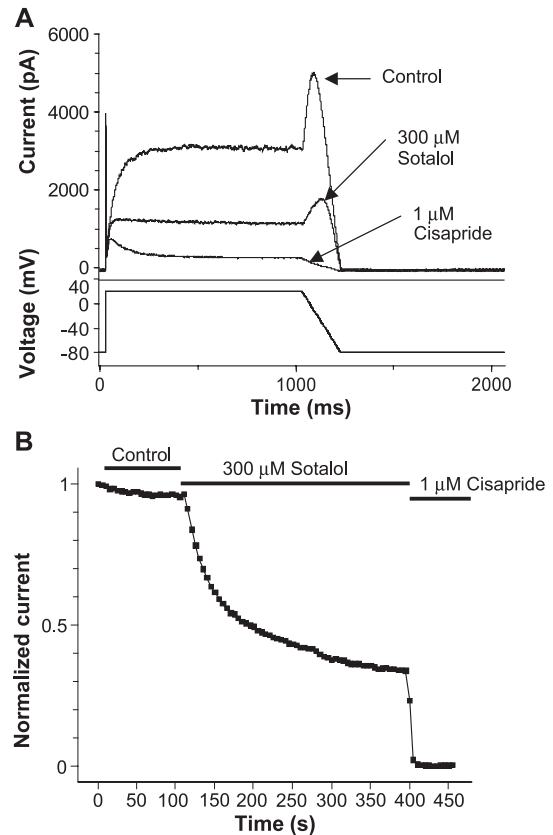 A
6000
4000
2000
0
Current (pA)
Control
300 µM
Sotalol
1 µM
Cisapride
40
0
-40
-80
Voltage (mV)
0
1000
2000
Time (ms)
B
Control
300 µM Sotalol
1 µM Cisapride
1
0.5
0
Normalized current
0 50 100 150 200 250 300 350 400 450
Time (s)